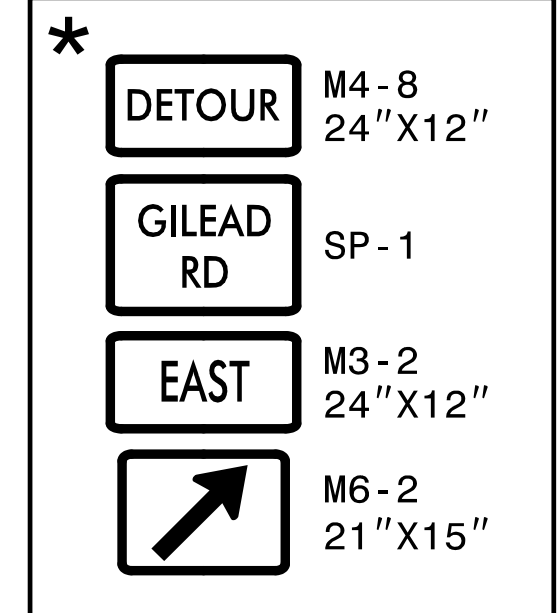 *
DETOUR
M4-8
24"X12"
GILEAD
RD
SP-1
EAST
M3-2
24"X12"
M6-2
21"X15"